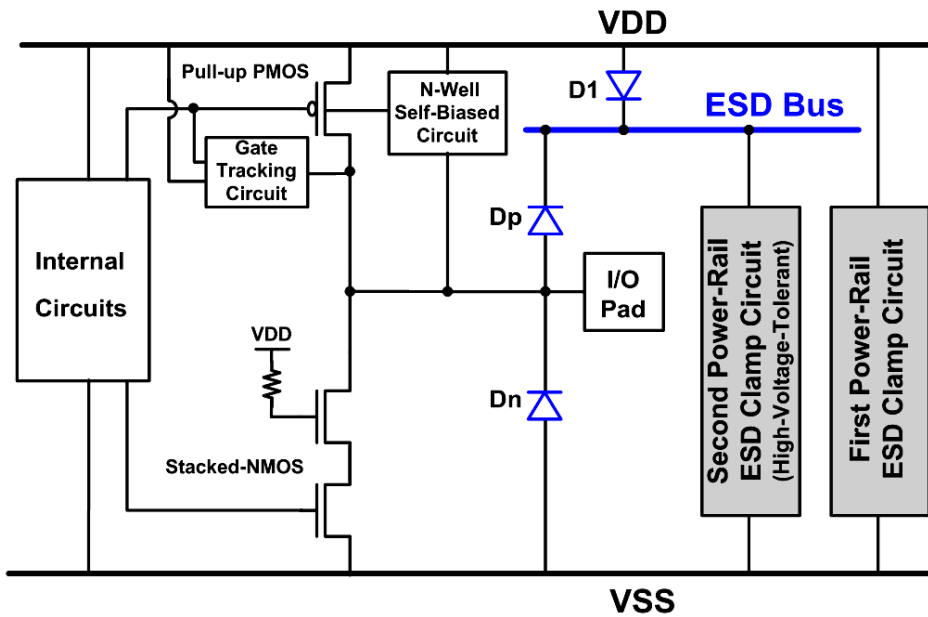 VDD
Pull-up PMOS
N-Well
Self-Biased
Circuit
D1
ESD Bus
Gate
Tracking
Circuit
Dp
Internal
Circuits
I/O
Pad
VDD
Dn
Stacked-NMOS
Second Power-Rail
ESD Clamp Circuit
(High-Voltage-Tolerant)
First Power-Rail
ESD Clamp Circuit
VSS